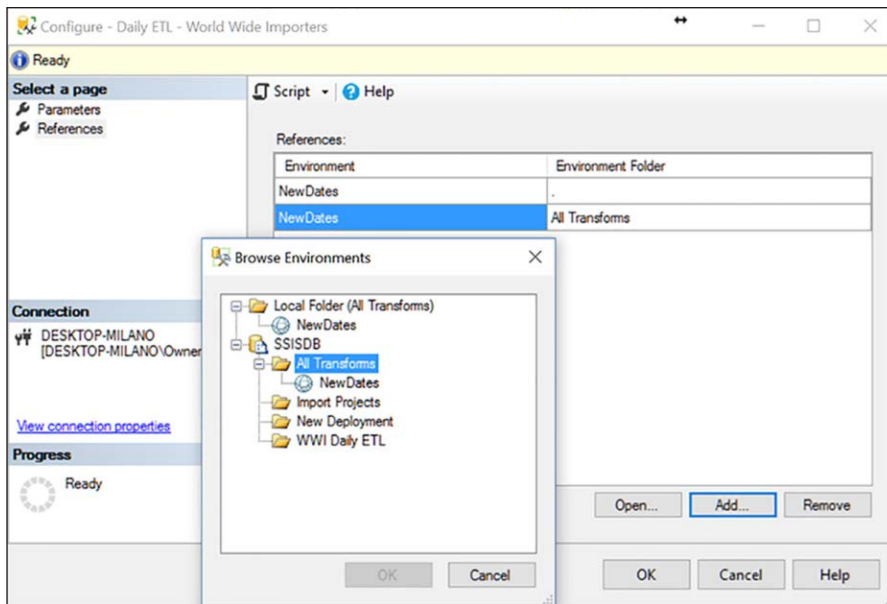 Configure - Daily ETL - World Wide Importers
Ready
Select a page
Parameters
References
Script
Help
References:
Environment Environment Folder
NewDates .
NewDates All Transforms
Browse Environments
Local Folder (All Transforms)
NewDates
SSISDB
All Transforms
NewDates
Import Projects
New Deployment
WWI Daily ETL
OK Cancel
Connection
DESKTOP-MILANO
[DESKTOP-MILANO\Owner
View connection properties
Progress
Ready
Open... Add... Remove
OK Cancel Help